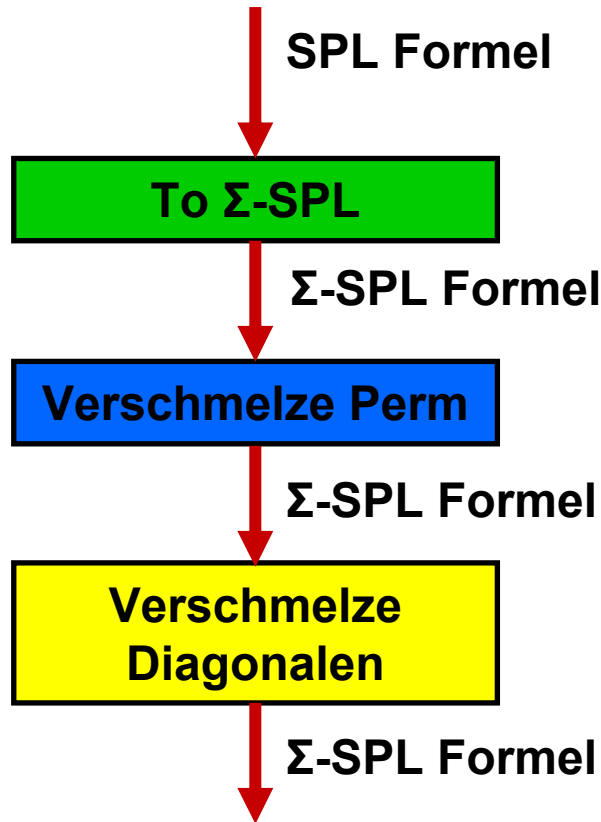 SPL Formel
To Σ-SPL
Σ-SPL Formel
Verschmelze Perm
Σ-SPL Formel
Verschmelze
Diagonalen
Σ-SPL Formel